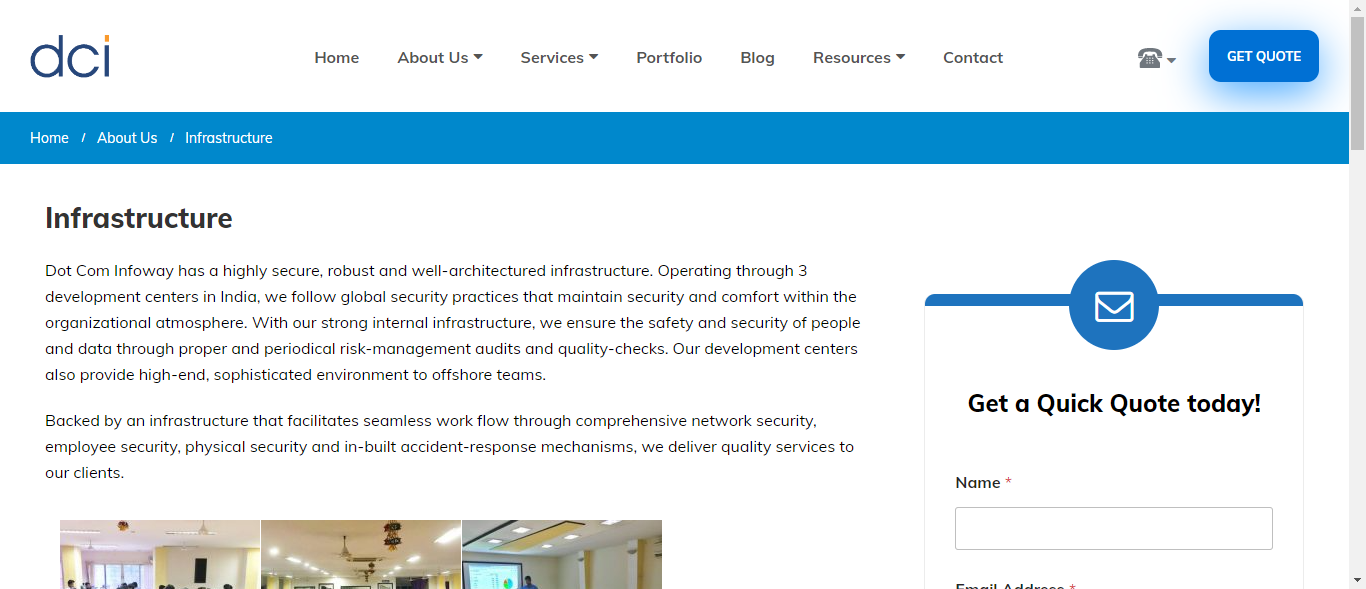 dci
Home About Us Services Portfolio Blog Resources Contact
GET QUOTE
Home / About Us / Infrastructure
Infrastructure
Dot Com Infoway has a highly secure, robust and well-architectured infrastructure. Operating through 3
development centers in India, we follow global security practices that maintain security and comfort within the
organizational atmosphere. With our strong internal infrastructure, we ensure the safety and security of people
and data through proper and periodical risk-management audits and quality-checks. Our development centers
also provide high-end, sophisticated environment to offshore teams.
Backed by an infrastructure that facilitates seamless work flow through comprehensive network security,
employee security, physical security and in-built accident-response mechanisms, we deliver quality services to
our clients.
Get a Quick Quote today!
Name *
Email Address *